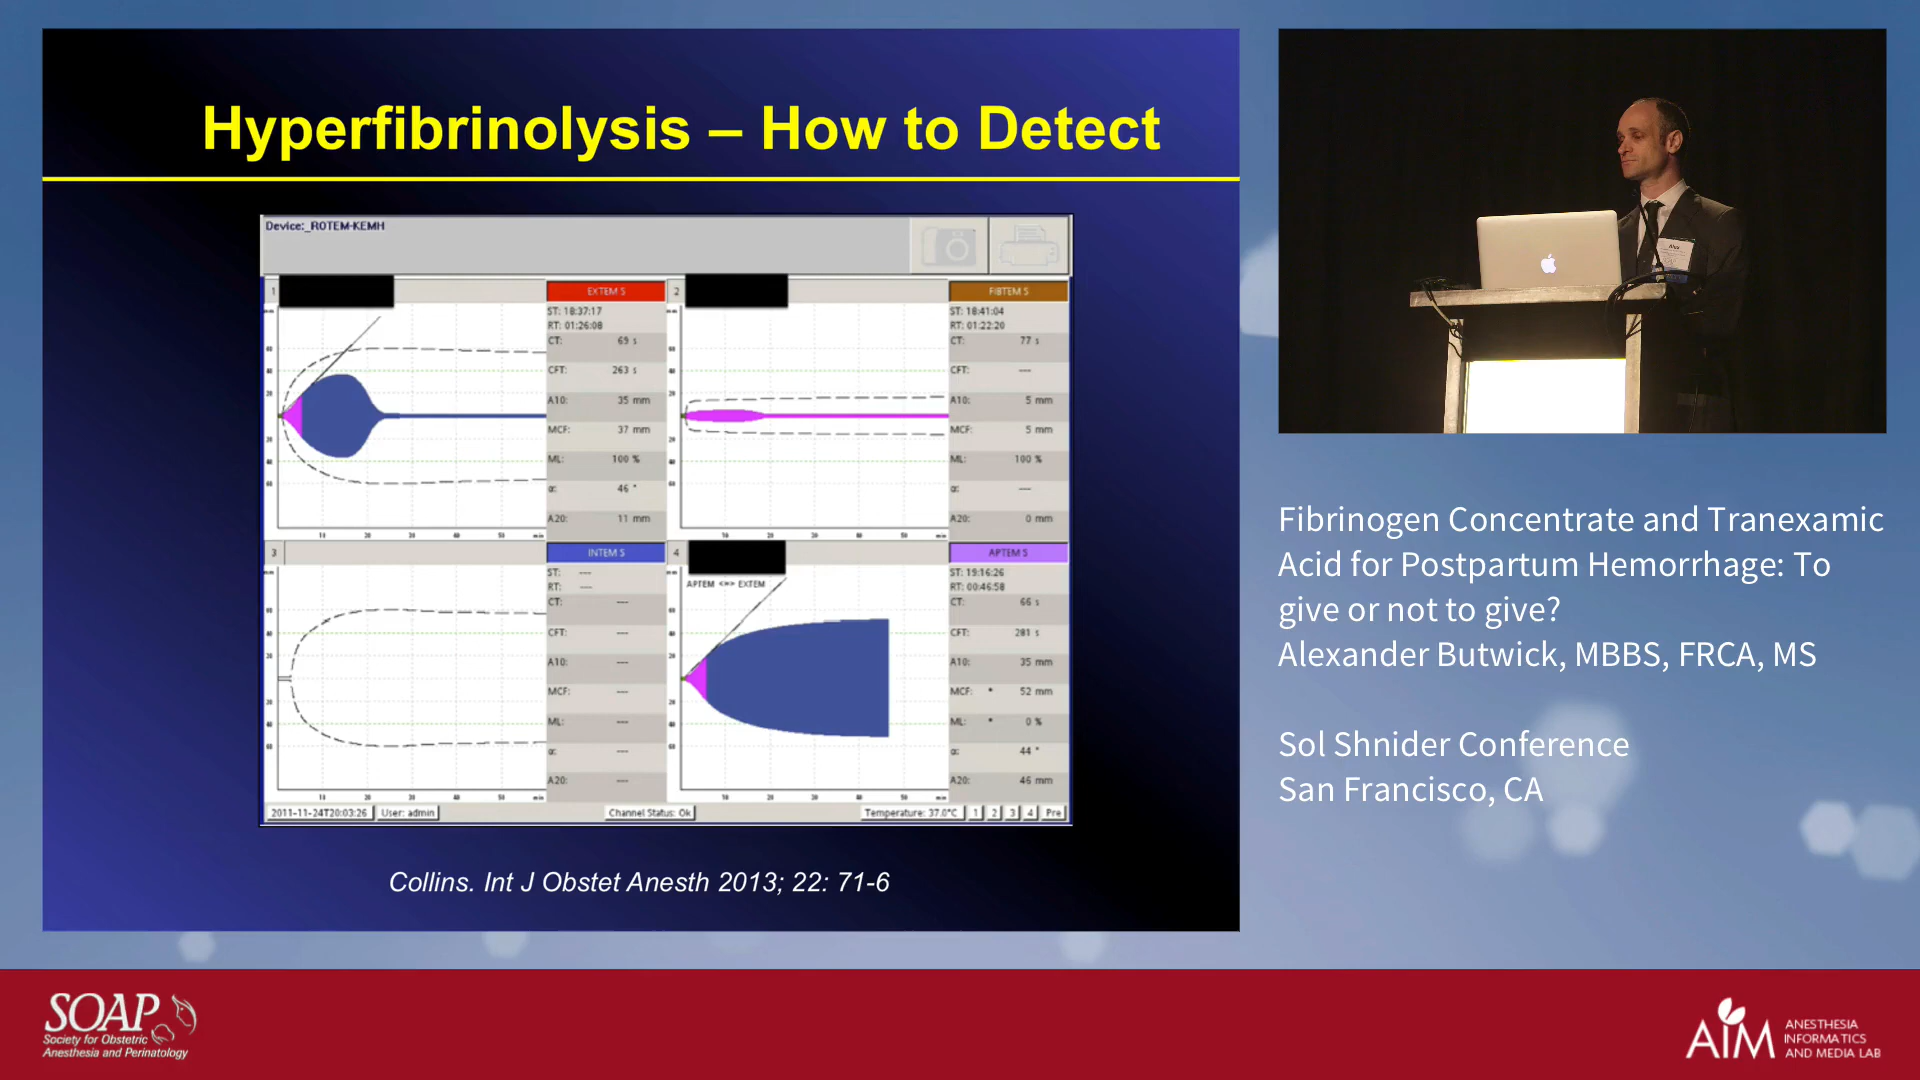 Hyperfibrinolysis – How to Detect
Device:_ROTEM-KEMH
1
EXTEM S
ST: 18:37:17
RT: 01:26:08
CT: 69 s
CFT: 263 s
A10: 35 mm
MCF: 37 mm
ML: 100 %
α: 46 °
A20: 11 mm
2
FIBTEM S
ST: 18:41:04
RT: 01:22:20
CT: 77 s
CFT: ---
A10: 5 mm
MCF: 5 mm
ML: 100 %
α: ---
A20: 0 mm
3
INTEM S
ST: ---
RT: ---
CT: ---
CFT: ---
A10: ---
MCF: ---
ML: ---
α: ---
A20: ---
4
APTEM <=> EXTEM
APTEM S
ST: 19:16:26
RT: 00:46:58
CT: 66 s
CFT: 281 s
A10: 35 mm
MCF: * 52 mm
ML: * 0 %
α: 44 °
A20: 46 mm
2011-11-24T20:03:26 User: admin Channel Status: Ok Temperature: 37.0°C 1 2 3 4 Pre
Collins. Int J Obstet Anesth 2013; 22: 71-6
Fibrinogen Concentrate and Tranexamic
Acid for Postpartum Hemorrhage: To
give or not to give?
Alexander Butwick, MBBS, FRCA, MS
Sol Shnider Conference
San Francisco, CA
SOAP
Society for Obstetric
Anesthesia and Perinatology
AIM
ANESTHESIA
INFORMATICS
AND MEDIA LAB